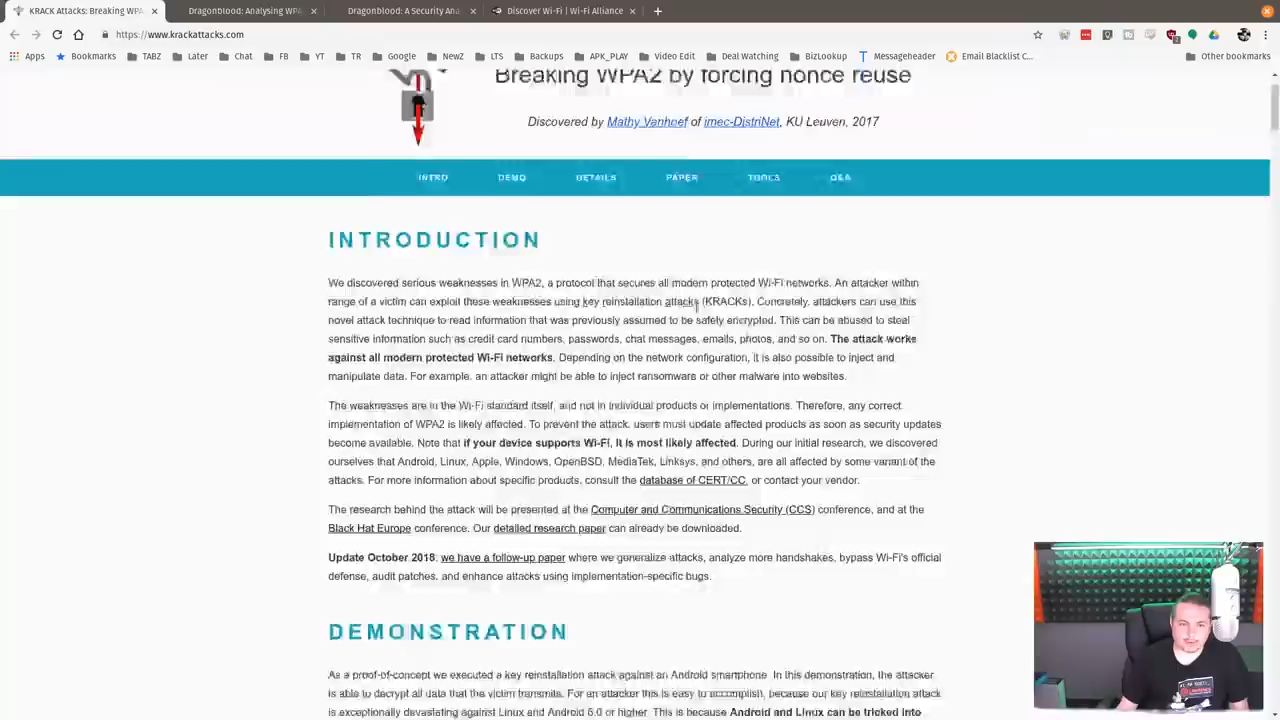 KRACK Attacks: Breaking WPA
Dragonblood: Analysing WPA
Dragonblood: A Security Ana
Discover Wi-Fi | Wi-Fi Alliance
https://www.krackattacks.com
Apps Bookmarks TABZ Later Chat FB YT TR Google NewZ LTS Backups APK_PLAY Video Edit Deal Watching BizLookup Messageheader Email Blacklist C... Other bookmarks
Breaking WPA2 by forcing nonce reuse
Discovered by Mathy Vanhoef of imec-DistriNet, KU Leuven, 2017
INTRO DEMO DETAILS PAPER TOOLS Q&A
INTRODUCTION
We discovered serious weaknesses in WPA2, a protocol that secures all modern protected Wi-Fi networks. An attacker within
range of a victim can exploit these weaknesses using key reinstallation attacks (KRACKs). Concretely, attackers can use this
novel attack technique to read information that was previously assumed to be safely encrypted. This can be abused to steal
sensitive information such as credit card numbers, passwords, chat messages, emails, photos, and so on. The attack works
against all modern protected Wi-Fi networks. Depending on the network configuration, it is also possible to inject and
manipulate data. For example, an attacker might be able to inject ransomware or other malware into websites.
The weaknesses are in the Wi-Fi standard itself, and not in individual products or implementations. Therefore, any correct
implementation of WPA2 is likely affected. To prevent the attack, users must update affected products as soon as security updates
become available. Note that if your device supports Wi-Fi, it is most likely affected. During our initial research, we discovered
ourselves that Android, Linux, Apple, Windows, OpenBSD, MediaTek, Linksys, and others, are all affected by some variant of the
attacks. For more information about specific products, consult the database of CERT/CC, or contact your vendor.
The research behind the attack will be presented at the Computer and Communications Security (CCS) conference, and at the
Black Hat Europe conference. Our detailed research paper can already be downloaded.
Update October 2018: we have a follow-up paper where we generalize attacks, analyze more handshakes, bypass Wi-Fi's official
defense, audit patches, and enhance attacks using implementation-specific bugs.
DEMONSTRATION
As a proof-of-concept we executed a key reinstallation attack against an Android smartphone. In this demonstration, the attacker
is able to decrypt all data that the victim transmits. For an attacker this is easy to accomplish, because our key reinstallation attack
is exceptionally devastating against Linux and Android 6.0 or higher. This is because Android and Linux can be tricked into